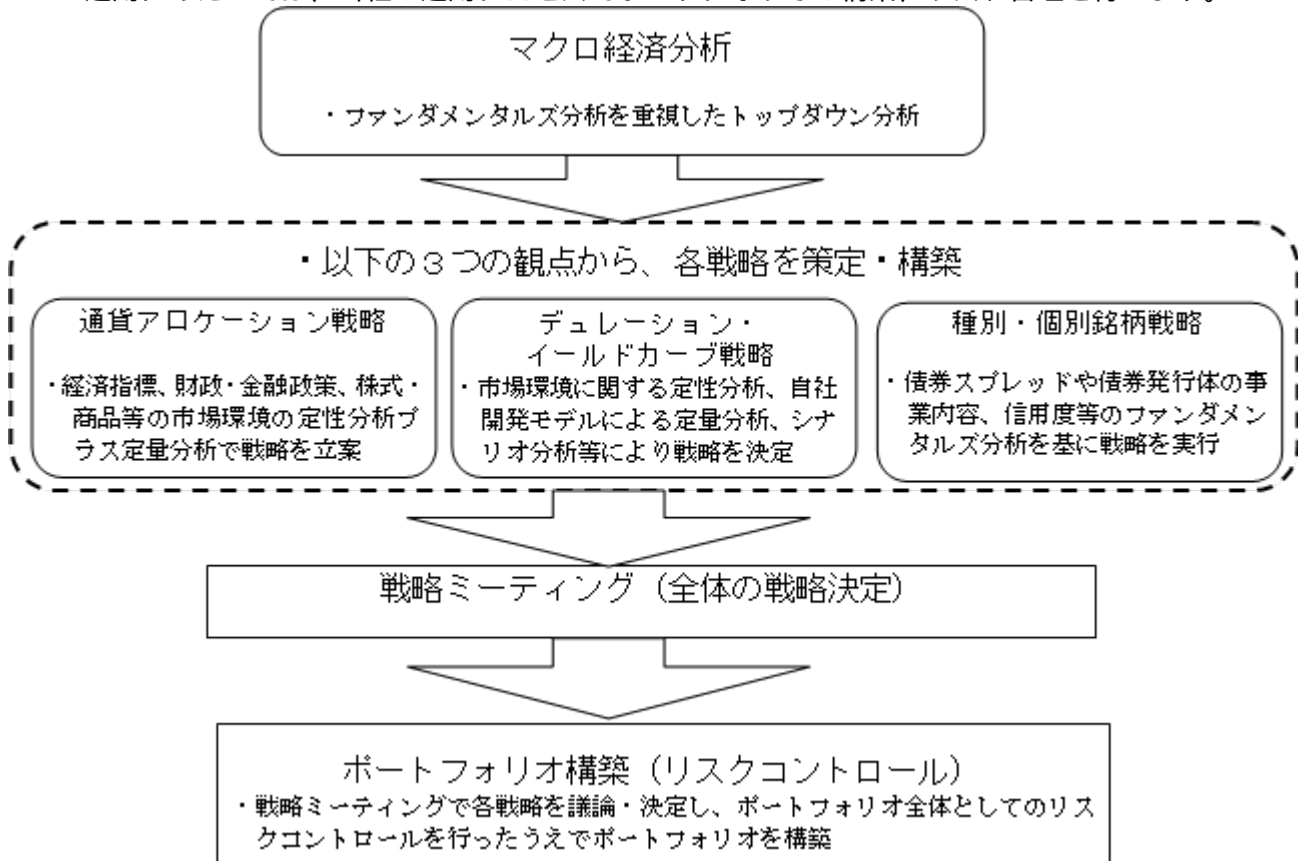 マクロ経済分析
・ファンダメンタルズ分析を重視したトップダウン分析
・以下の３つの観点から、各戦略を策定・構築
通貨アロケーション戦略
・経済指標、財政・金融政策、株式・
商品等の市場環境の定性分析プ
ラス定量分析で戦略を立案
デュレーション・
イールドカーブ戦略
・市場環境に関する定性分析、自社
開発モデルによる定量分析、シナ
リオ分析等により戦略を決定
種別・個別銘柄戦略
・債券スプレッドや債券発行体の事
業内容、信用度等のファンダメン
タルズ分析を基に戦略を実行
戦略ミーティング（全体の戦略決定）
ポートフォリオ構築（リスクコントロール）
・戦略ミーティングで各戦略を議論・決定し、ポートフォリオ全体としてのリス
クコントロールを行ったうえでポートフォリオを構築